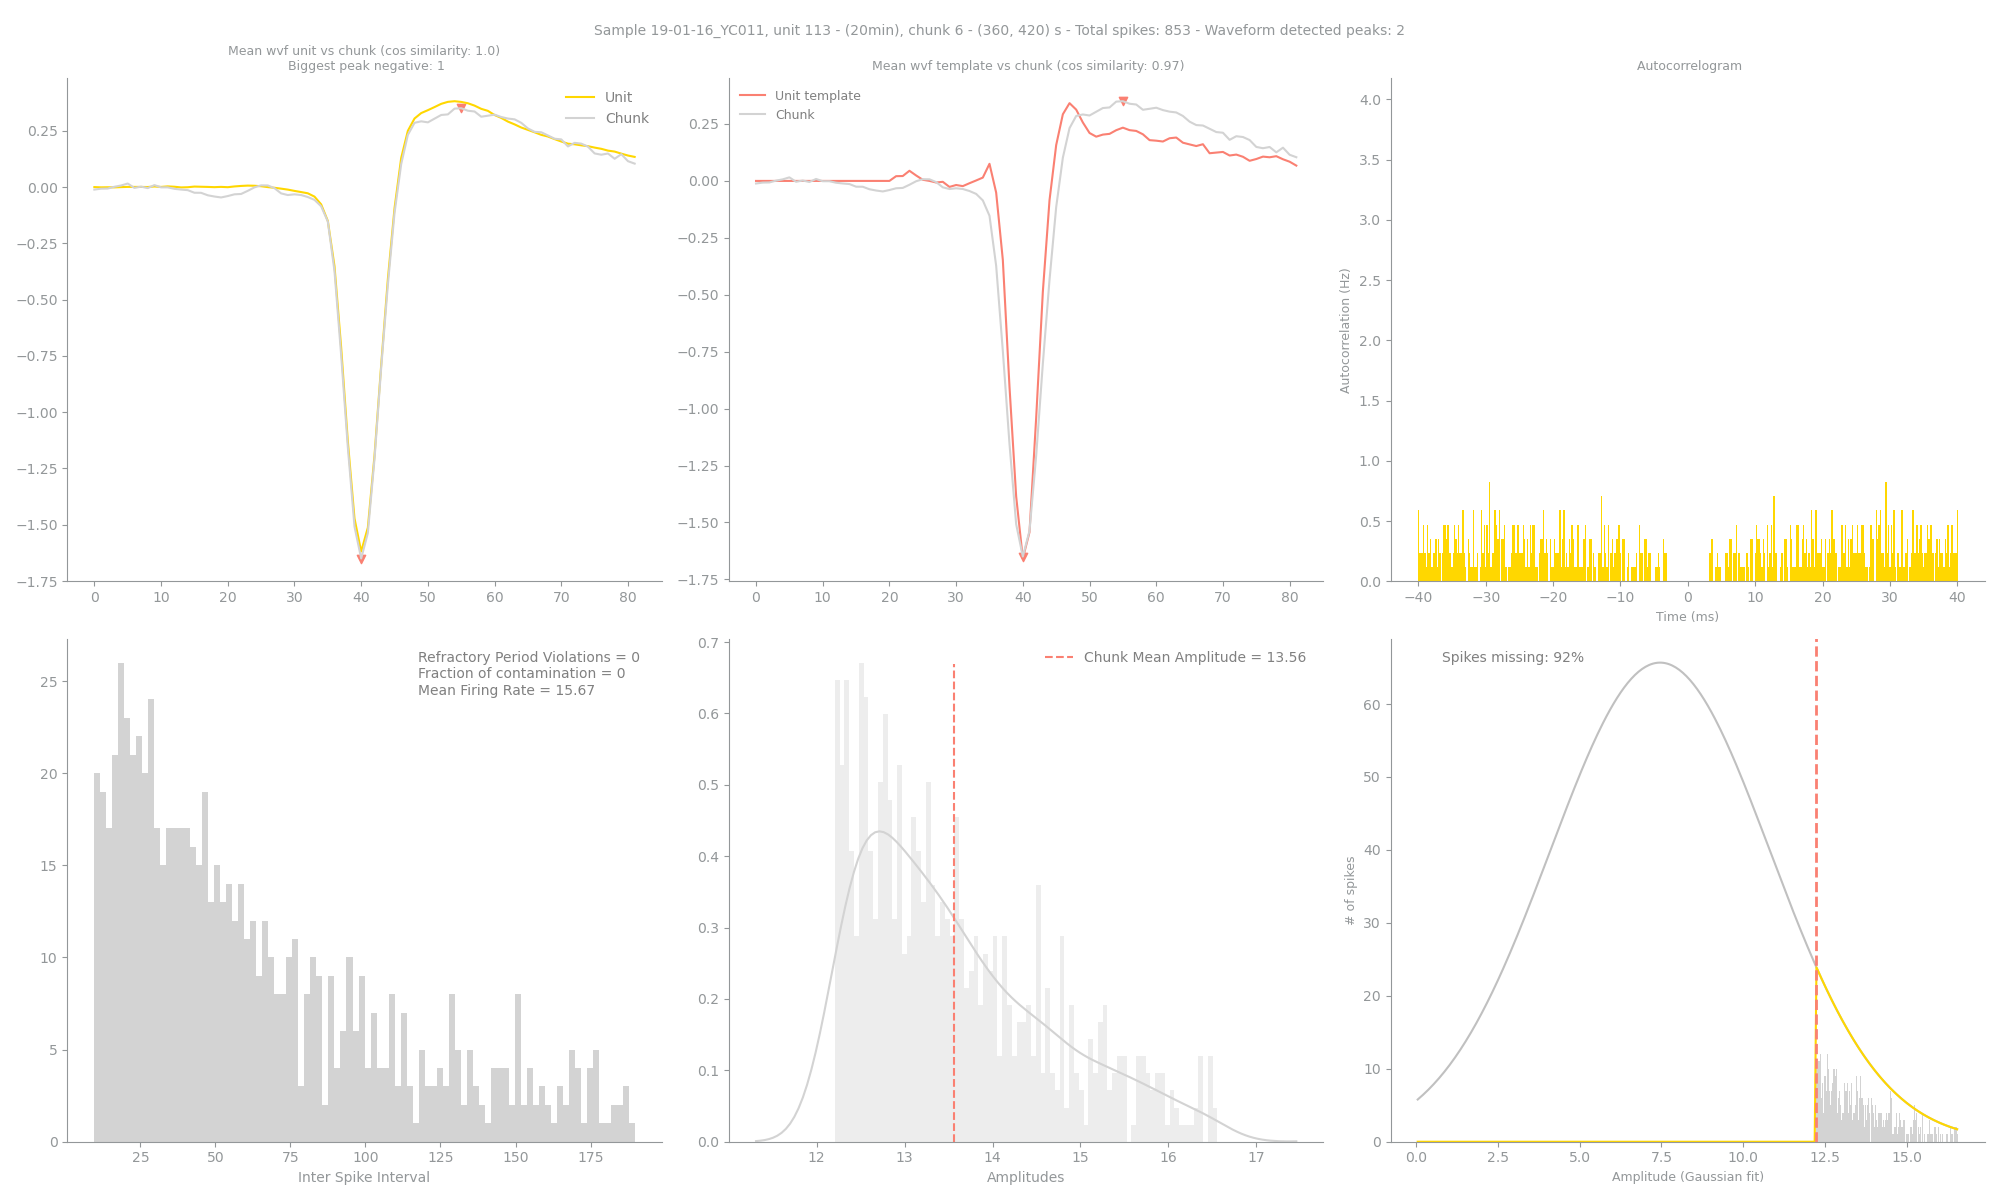 Sample 19-01-16_YC011, unit 113 - (20min), chunk 6 - (360, 420) s - Total spikes: 853 - Waveform detected peaks: 2
Mean wvf unit vs chunk (cos similarity: 1.0)
Biggest peak negative: 1
Unit
Chunk
0.25
0.00
−0.25
−0.50
−0.75
−1.00
−1.25
−1.50
−1.75
0 10 20 30 40 50 60 70 80
Mean wvf template vs chunk (cos similarity: 0.97)
Unit template
Chunk
0.25
0.00
−0.25
−0.50
−0.75
−1.00
−1.25
−1.50
−1.75
0 10 20 30 40 50 60 70 80
Autocorrelogram
Autocorrelation (Hz)
4.0
3.5
3.0
2.5
2.0
1.5
1.0
0.5
0.0
−40 −30 −20 −10 0 10 20 30 40
Time (ms)
Refractory Period Violations = 0
Fraction of contamination = 0
Mean Firing Rate = 15.67
25
20
15
10
5
0
25 50 75 100 125 150 175
Inter Spike Interval
Chunk Mean Amplitude = 13.56
0.7
0.6
0.5
0.4
0.3
0.2
0.1
0.0
12 13 14 15 16 17
Amplitudes
Spikes missing: 92%
# of spikes
60
50
40
30
20
10
0
0.0 2.5 5.0 7.5 10.0 12.5 15.0
Amplitude (Gaussian fit)